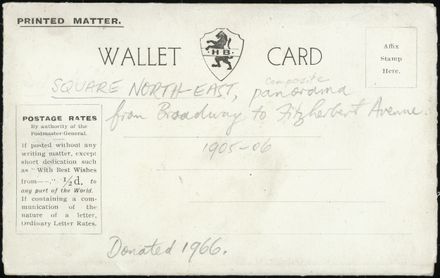 PRINTED MATTER.
WALLET CARD
H B
Affix
Stamp
Here.
SQUARE NORTH-EAST, composite panorama
from Broadway to Fitzherbert Avenue.
1905-06
POSTAGE RATES
By authority of the
Postmaster-General.
If posted without any
writing matter, except
short dedication such
as "With Best Wishes
from——," ½d. to
any part of the World.
If containing a com-
munication of the
nature of a letter,
Ordinary Letter Rates.
Donated 1966.